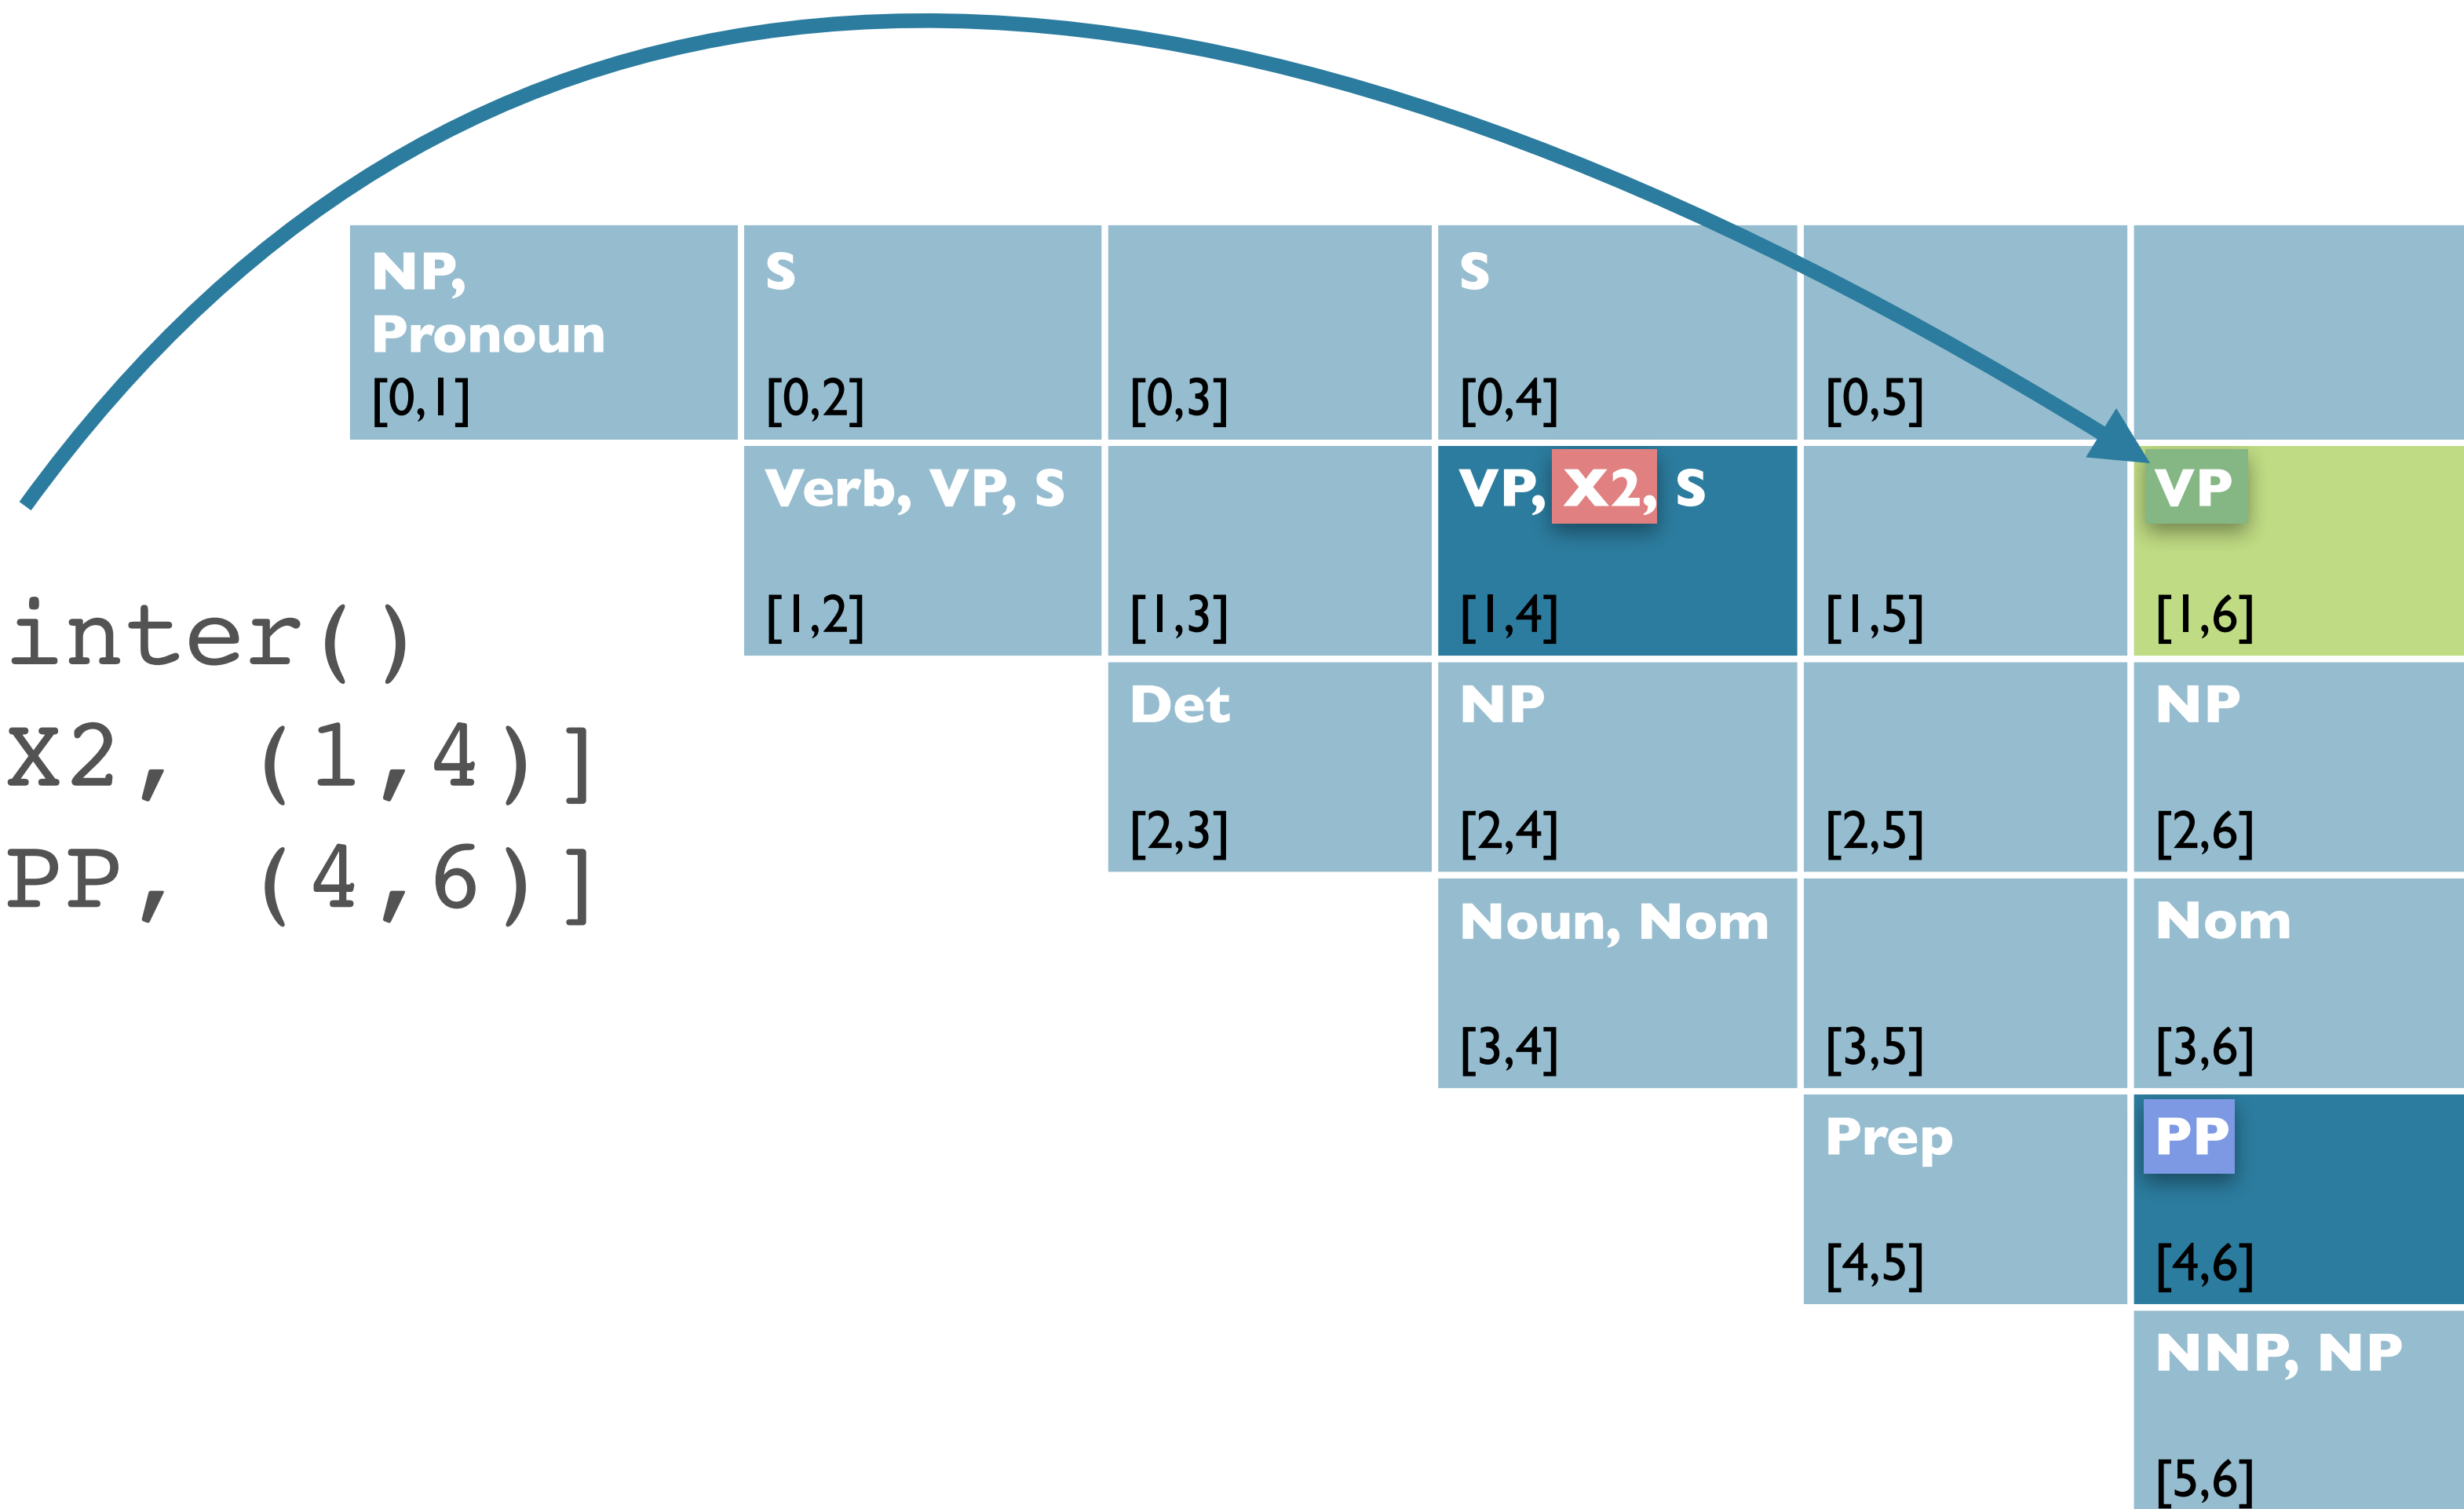 NP,
Pronoun
[0,1]
S
[0,2]
[0,3]
S
[0,4]
[0,5]
Verb, VP, S
[1,2]
[1,3]
VP, X2, S
[1,4]
[1,5]
VP
[1,6]
inter()
X2, (1,4)]
PP, (4,6)]
Det
[2,3]
NP
[2,4]
[2,5]
NP
[2,6]
Noun, Nom
[3,4]
[3,5]
Nom
[3,6]
Prep
[4,5]
PP
[4,6]
NNP, NP
[5,6]